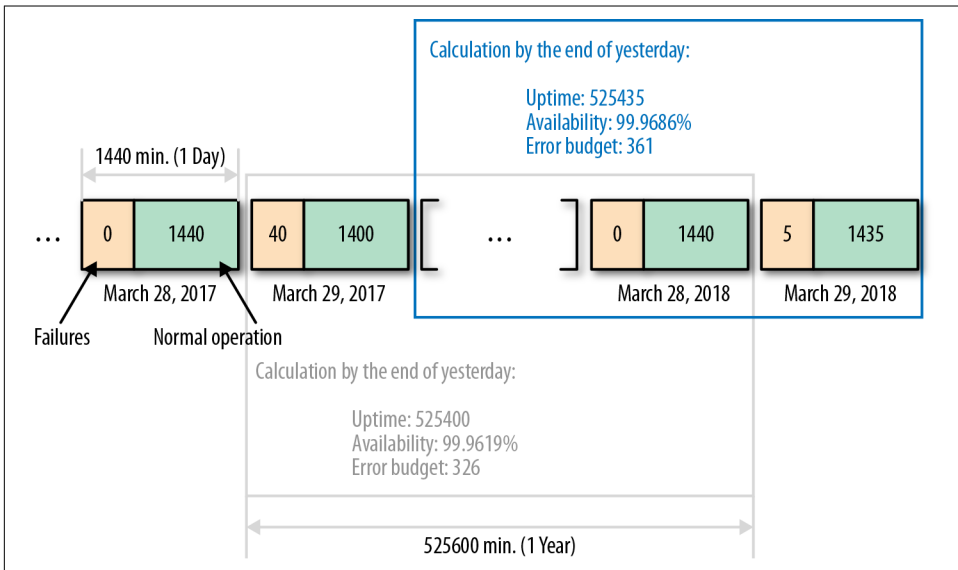 Calculation by the end of yesterday:
Uptime: 525435
Availability: 99.9686%
Error budget: 361
1440 min. (1 Day)
... 0 1440 40 1400 ... 0 1440 5 1435
March 28, 2017 March 29, 2017 March 28, 2018 March 29, 2018
Failures Normal operation
Calculation by the end of yesterday:
Uptime: 525400
Availability: 99.9619%
Error budget: 326
525600 min. (1 Year)